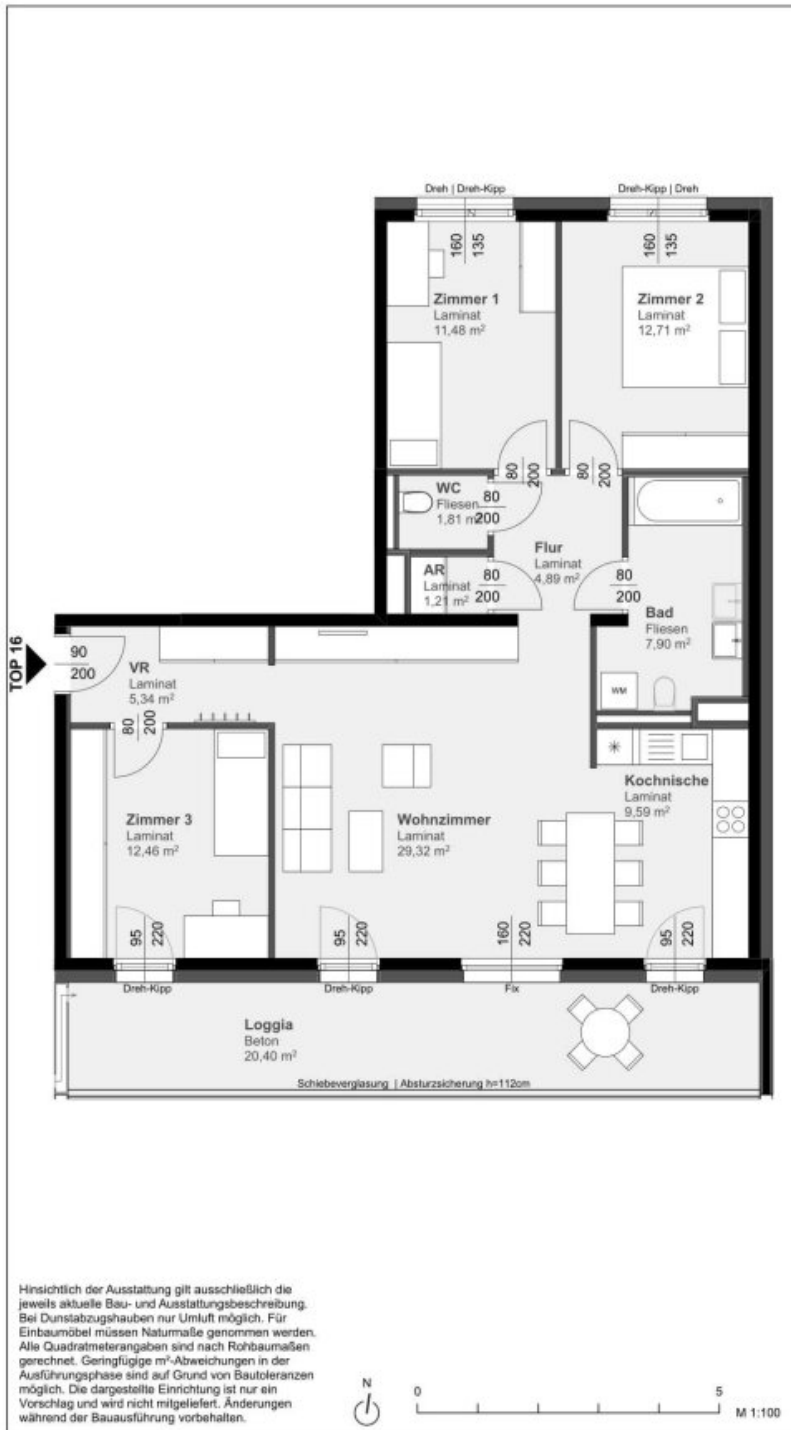 Dreh | Dreh-Kipp
Dreh-Kipp | Dreh
160
135
160
135
Zimmer 1
Laminat
11,48 m²
Zimmer 2
Laminat
12,71 m²
80
200
80
200
WC
Fliesen
1,81 m²
80
200
Flur
Laminat
4,89 m²
AR
Laminat
1,21 m²
80
200
80
200
Bad
Fliesen
7,90 m²
WM
TOP 16
90
200
VR
Laminat
5,34 m²
80
200
Zimmer 3
Laminat
12,46 m²
Wohnzimmer
Laminat
29,32 m²
Kochnische
Laminat
9,59 m²
95
220
95
220
160
220
95
220
Dreh-Kipp
Dreh-Kipp
Fix
Dreh-Kipp
Loggia
Beton
20,40 m²
Schiebeverglasung | Absturzsicherung h=112cm
Hinsichtlich der Ausstattung gilt ausschließlich die
jeweils aktuelle Bau- und Ausstattungsbeschreibung.
Bei Dunstabzugshauben nur Umluft möglich. Für
Einbaumöbel müssen Naturmaße genommen werden.
Alle Quadratmeterangaben sind nach Rohbaumaßen
gerechnet. Geringfügige m²-Abweichungen in der
Ausführungsphase sind auf Grund von Bautoleranzen
möglich. Die dargestellte Einrichtung ist nur ein
Vorschlag und wird nicht mitgeliefert. Änderungen
während der Bauausführung vorbehalten.
N
0
5
M 1:100